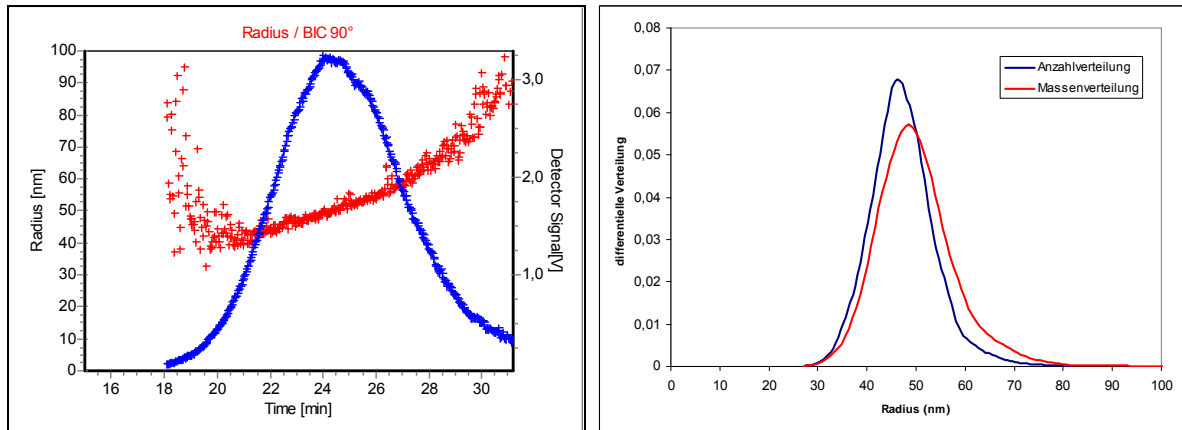 Radius / BIC 90°
100
90
80
70
60
50
40
30
20
10
0
Radius [nm]
3,0
2,0
1,0
Detector Signal[V]
16 18 20 22 24 26 28 30
Time [min]
0,08
0,07
0,06
0,05
0,04
0,03
0,02
0,01
0
differentielle Verteilung
Anzahlverteilung
Massenverteilung
0 10 20 30 40 50 60 70 80 90 100
Radius (nm)